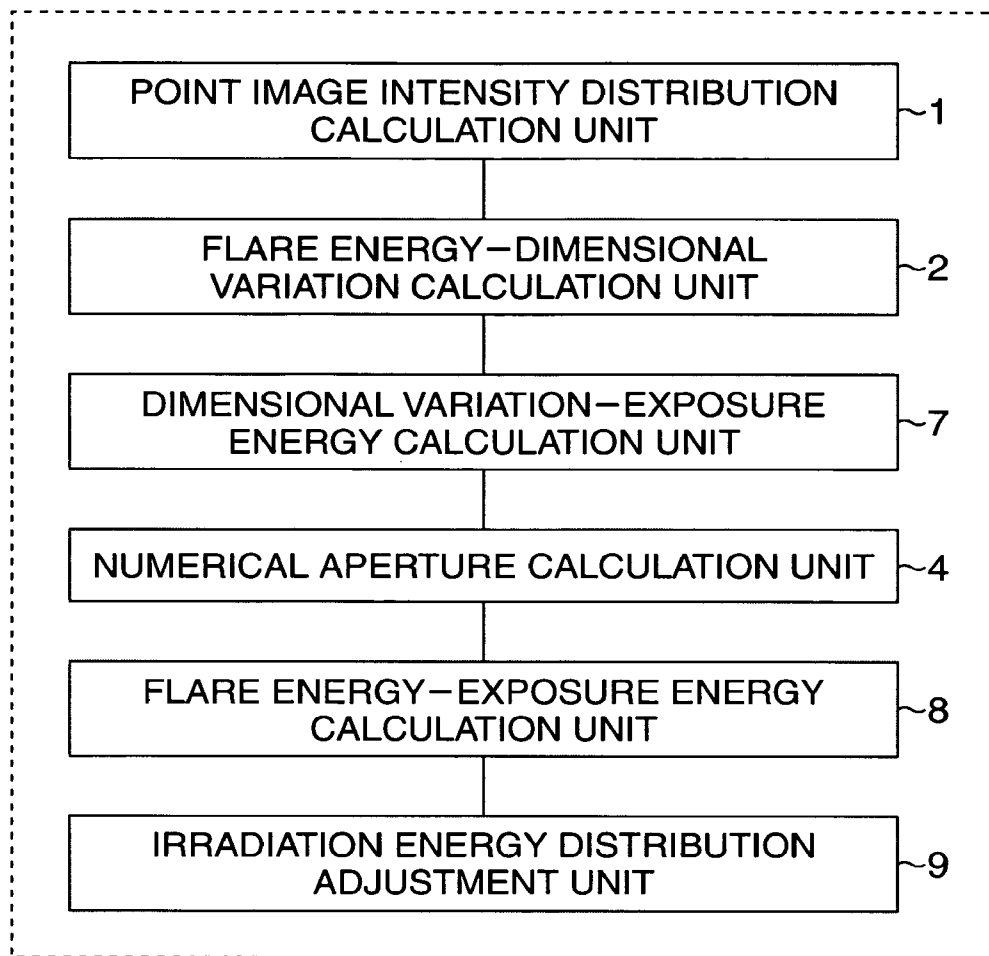 POINT IMAGE INTENSITY DISTRIBUTION
CALCULATION UNIT
~1
FLARE ENERGY–DIMENSIONAL
VARIATION CALCULATION UNIT
~2
DIMENSIONAL VARIATION–EXPOSURE
ENERGY CALCULATION UNIT
~7
NUMERICAL APERTURE CALCULATION UNIT
~4
FLARE ENERGY–EXPOSURE ENERGY
CALCULATION UNIT
~8
IRRADIATION ENERGY DISTRIBUTION
ADJUSTMENT UNIT
~9